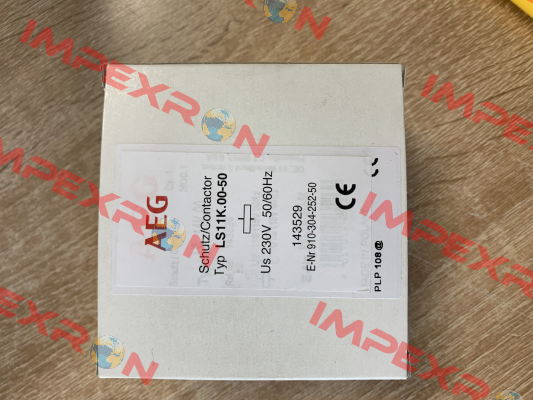 AEG
Schutz/Contactor
Typ LS11K.00-50
Us 230V 50/60Hz
143529
E-Nr 910-304-252-50
CE
PLP 108@
IMPEXRON
IMPEXRON
IMPEXRON
IMPEXRON